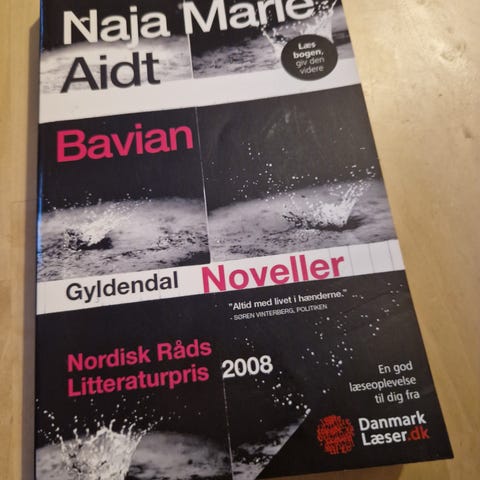 Naja Marie
Aidt
Læs
bogen,
giv den
videre
Bavian
Gyldendal
Noveller
"Altid med livet i hænderne."
- SØREN VINTERBERG, POLITIKEN
Nordisk Råds
Litteraturpris
2008
En god
læseoplevelse
til dig fra
Danmark
Læser.dk